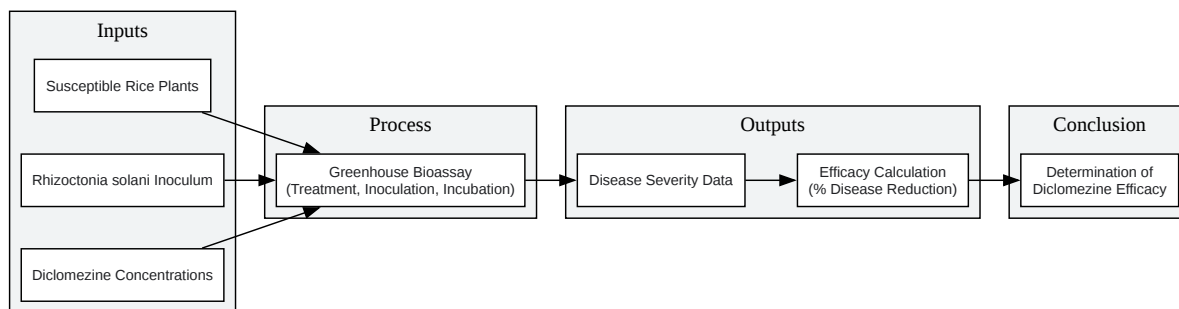 Inputs
Susceptible Rice Plants
Rhizoctonia solani Inoculum
Diclomezine Concentrations
Process
Greenhouse Bioassay
(Treatment, Inoculation, Incubation)
Outputs
Disease Severity Data
Efficacy Calculation
(% Disease Reduction)
Conclusion
Determination of
Diclomezine Efficacy